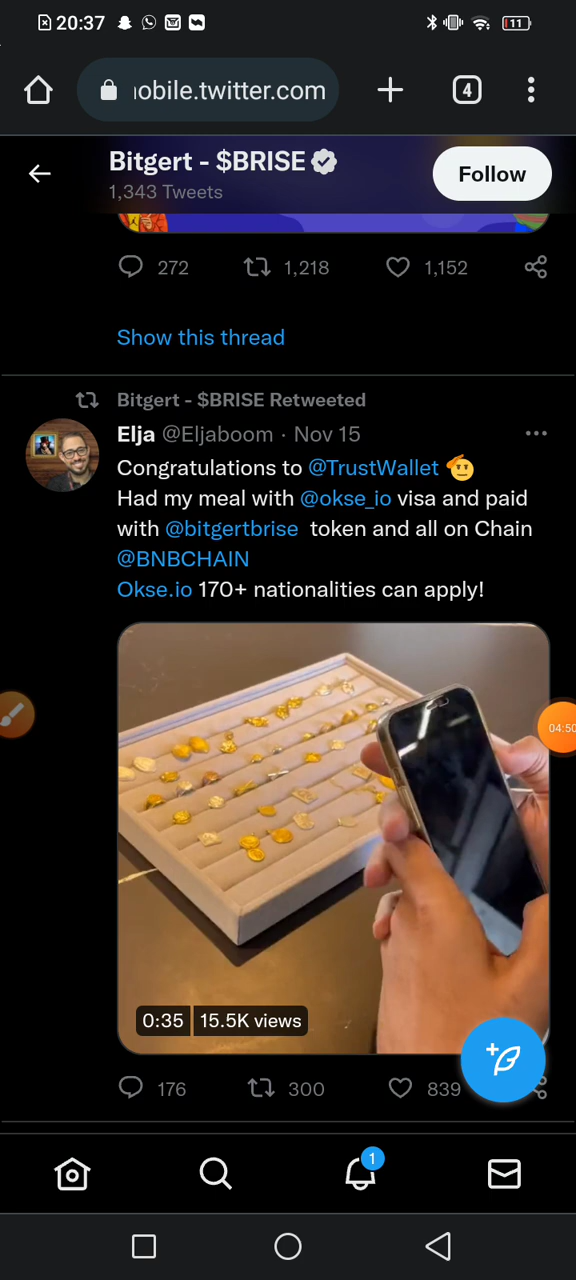 20:37
11
nobile.twitter.com
4
Bitgert - $BRISE
1,343 Tweets
Follow
272
1,218
1,152
Show this thread
Bitgert - $BRISE Retweeted
Elja @Eljaboom · Nov 15
Congratulations to @TrustWallet
Had my meal with @okse_io visa and paid
with @bitgertbrise token and all on Chain
@BNBCHAIN
Okse.io 170+ nationalities can apply!
04:50
0:35
15.5K views
176
300
839
1